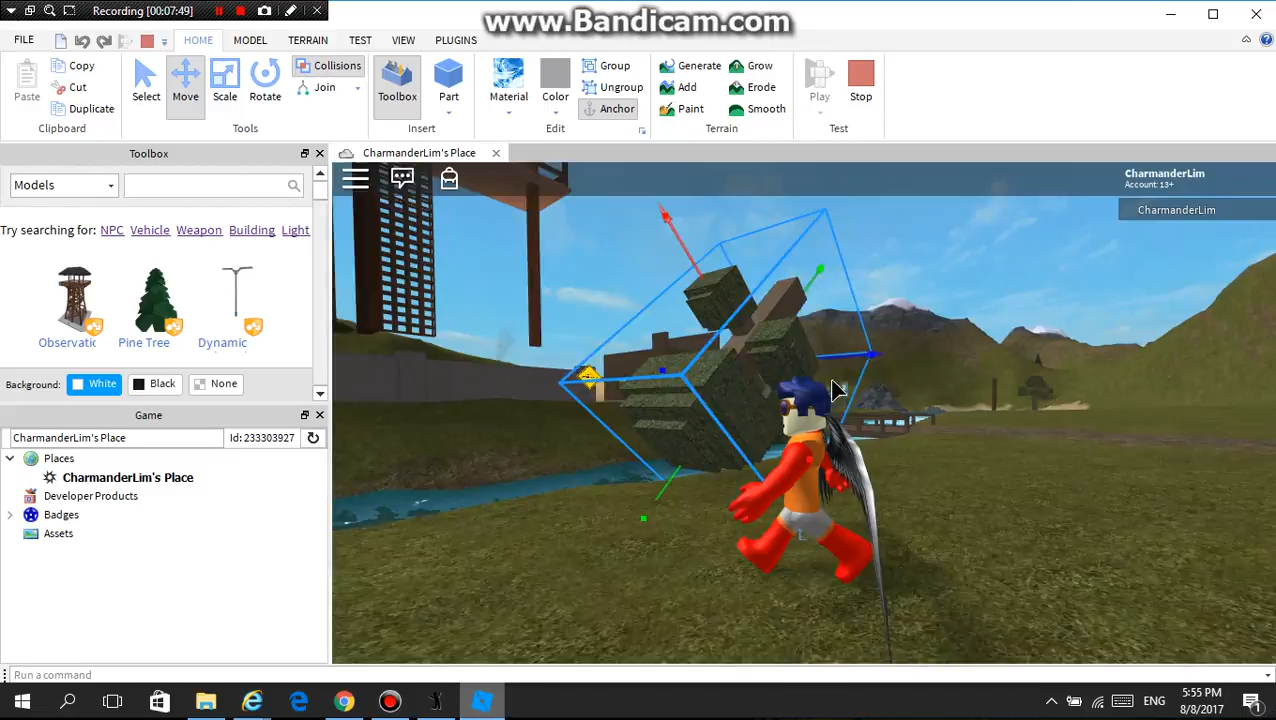 Recording [00:07:49]
www.Bandicam.com
FILE HOME MODEL TERRAIN TEST VIEW PLUGINS
Paste
Copy
Cut
Duplicate
Clipboard
Select Move Scale Rotate
Collisions
Join
Tools
Toolbox Part
Insert
Material Color
Group
Ungroup
Anchor
Edit
Generate Grow
Add Erode
Paint Smooth
Terrain
Play Stop
Test
Toolbox
CharmanderLim's Place
Models
Try searching for: NPC Vehicle Weapon Building Light
Observatic Pine Tree Dynamic
Background: White Black None
Game
CharmanderLim's Place Id: 233303927
Places
CharmanderLim's Place
Developer Products
Badges
Assets
CharmanderLim
Account: 13+
CharmanderLim
Run a command
ENG
5:55 PM
8/8/2017
1